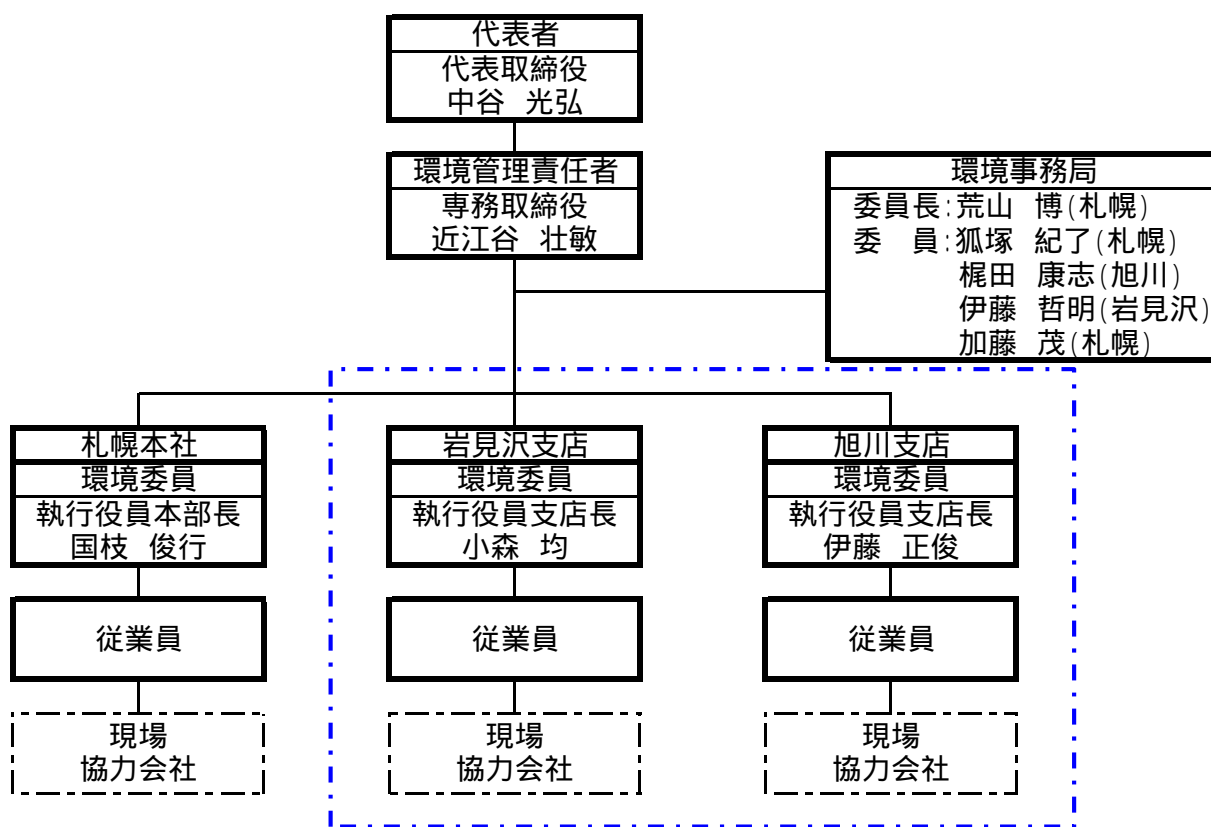 代表者
代表取締役
中谷 光弘
環境管理責任者
専務取締役
近江谷 壮敏
環境事務局
委員長:荒山 博(札幌)
委 員:狐塚 紀了(札幌)
梶田 康志(旭川)
伊藤 哲明(岩見沢)
加藤 茂(札幌)
札幌本社
環境委員
執行役員本部長
国枝 俊行
従業員
現場
協力会社
岩見沢支店
環境委員
執行役員支店長
小森 均
従業員
現場
協力会社
旭川支店
環境委員
執行役員支店長
伊藤 正俊
従業員
現場
協力会社